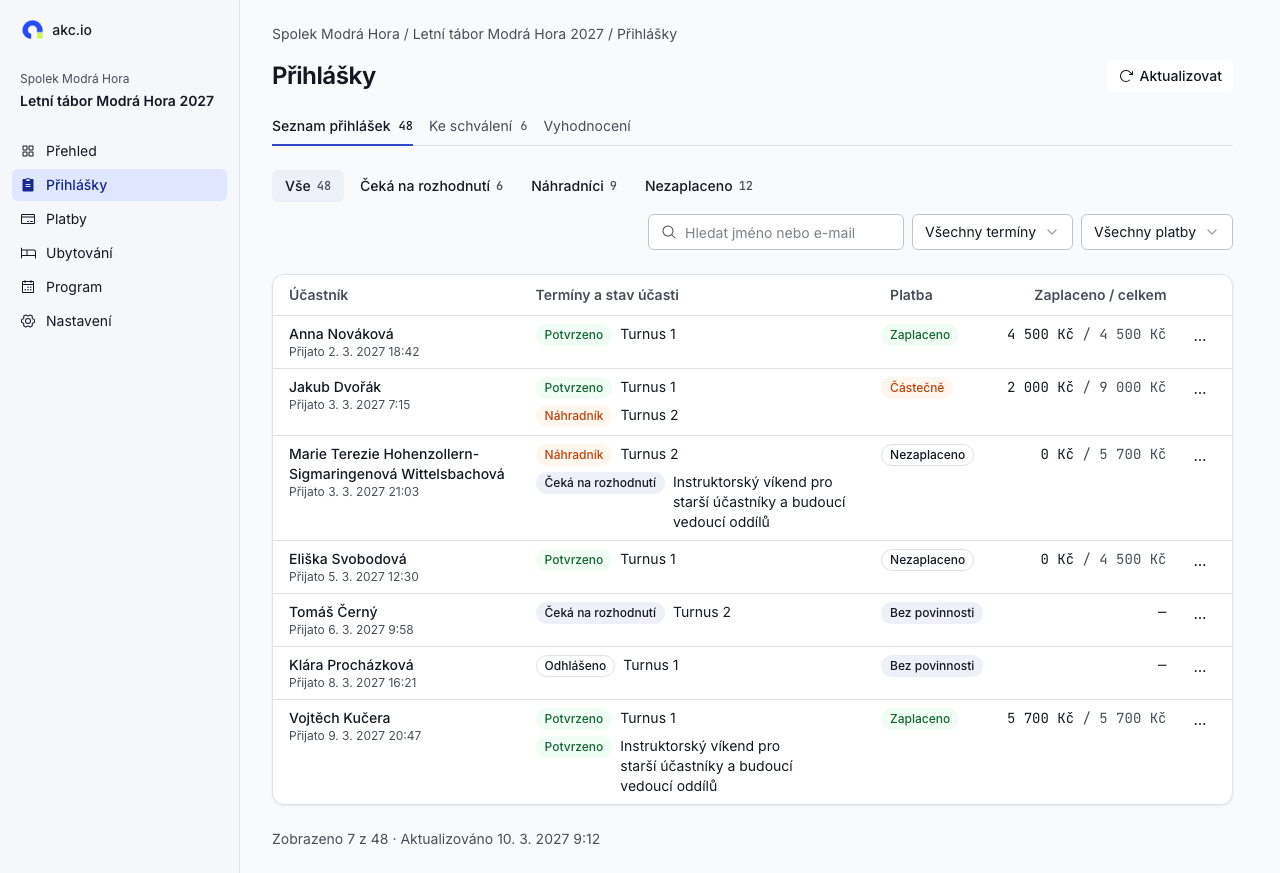 akc.io
Spolek Modrá Hora
Letní tábor Modrá Hora 2027
Přehled
Přihlášky
Platby
Ubytování
Program
Nastavení
Spolek Modrá Hora / Letní tábor Modrá Hora 2027 / Přihlášky
Přihlášky
Aktualizovat
Seznam přihlášek 48 Ke schválení 6 Vyhodnocení
Vše 48 Čeká na rozhodnutí 6 Náhradníci 9 Nezaplaceno 12
Hledat jméno nebo e-mail Všechny termíny Všechny platby
Účastník Termíny a stav účasti Platba Zaplaceno / celkem
Anna Nováková Potvrzeno Turnus 1 Zaplaceno 4 500 Kč / 4 500 Kč ...
Přijato 2. 3. 2027 18:42
Jakub Dvořák Potvrzeno Turnus 1 Částečně 2 000 Kč / 9 000 Kč ...
Přijato 3. 3. 2027 7:15
Náhradník Turnus 2
Marie Terezie Hohenzollern- Náhradník Turnus 2 Nezaplaceno 0 Kč / 5 700 Kč ...
Sigmaringenová Wittelsbachová
Čeká na rozhodnutí Instruktorský víkend pro
Přijato 3. 3. 2027 21:03
starší účastníky a budoucí
vedoucí oddílů
Eliška Svobodová Potvrzeno Turnus 1 Nezaplaceno 0 Kč / 4 500 Kč ...
Přijato 5. 3. 2027 12:30
Tomáš Černý Čeká na rozhodnutí Turnus 2 Bez povinnosti – ...
Přijato 6. 3. 2027 9:58
Klára Procházková Odhlášeno Turnus 1 Bez povinnosti – ...
Přijato 8. 3. 2027 16:21
Vojtěch Kučera Potvrzeno Turnus 1 Zaplaceno 5 700 Kč / 5 700 Kč ...
Přijato 9. 3. 2027 20:47
Potvrzeno Instruktorský víkend pro
starší účastníky a budoucí
vedoucí oddílů
Zobrazeno 7 z 48 · Aktualizováno 10. 3. 2027 9:12